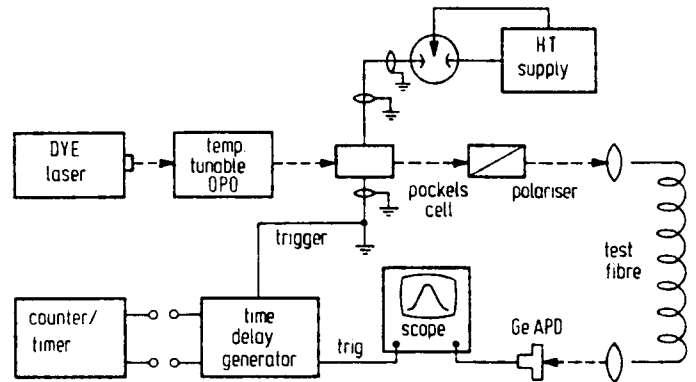 HT
supply
DYE
laser
temp.
tunable
OPO
pockels
cell
polariser
trigger
test
fibre
counter/
timer
time
delay
generator
trig
scope
Ge APD